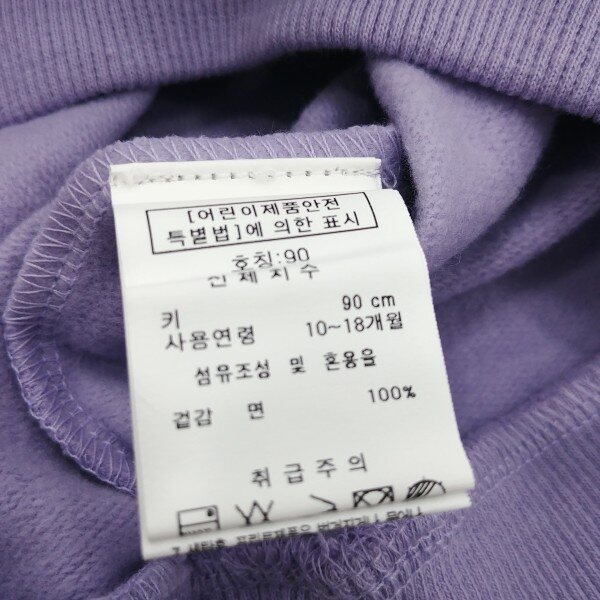 [어린이제품안전
특별법]에 의한 표시
호칭:90
신체치수
키 90 cm
사용연령 10~18개월
섬유조성 및 혼용율
겉감 면 100%
취급주의